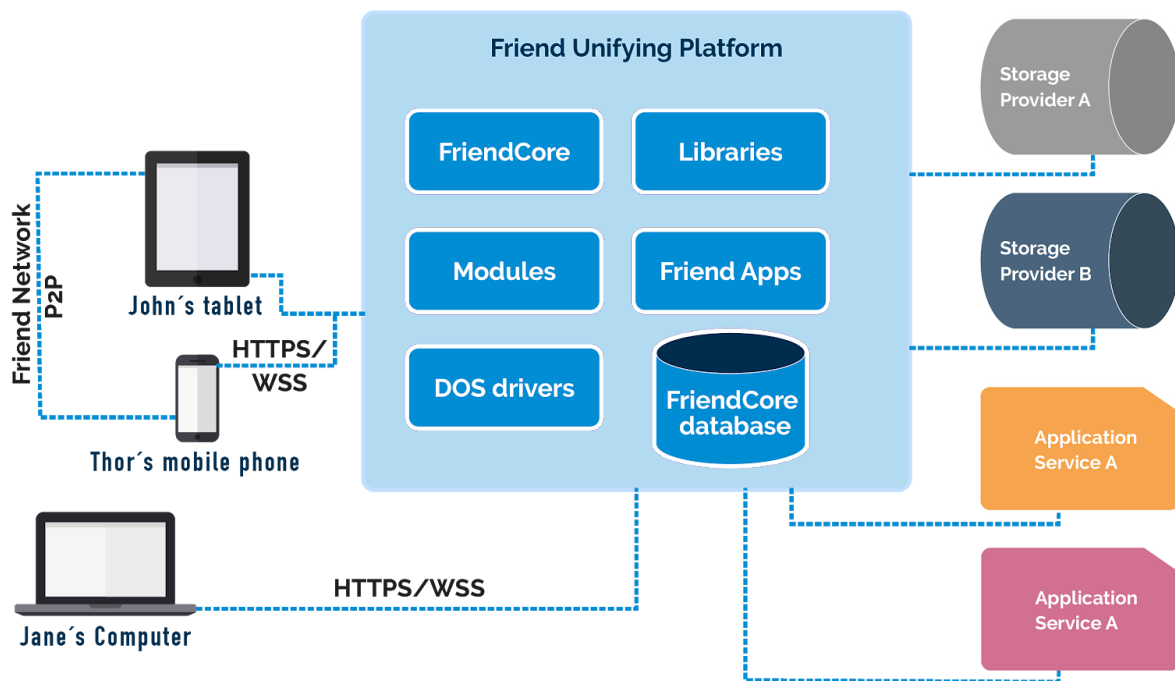 Friend Unifying Platform
FriendCore
Libraries
Modules
Friend Apps
DOS drivers
FriendCore
database
Storage
Provider A
Storage
Provider B
Application
Service A
Application
Service A
Friend Network
P2P
John´s tablet
HTTPS/
WSS
Thor´s mobile phone
HTTPS/WSS
Jane´s Computer